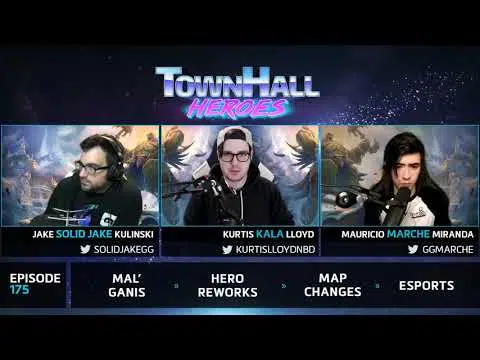 TOWNHALL
HEROES
JAKE SOLID JAKE KULINSKI
SOLIDJAKEGG
KURTIS KALA LLOYD
KURTISLLOYDNBD
MAURICIO MARCHE MIRANDA
GGMARCHE
EPISODE
175
MAL'
GANIS
»
HERO
REWORKS
»
MAP
CHANGES
»
ESPORTS